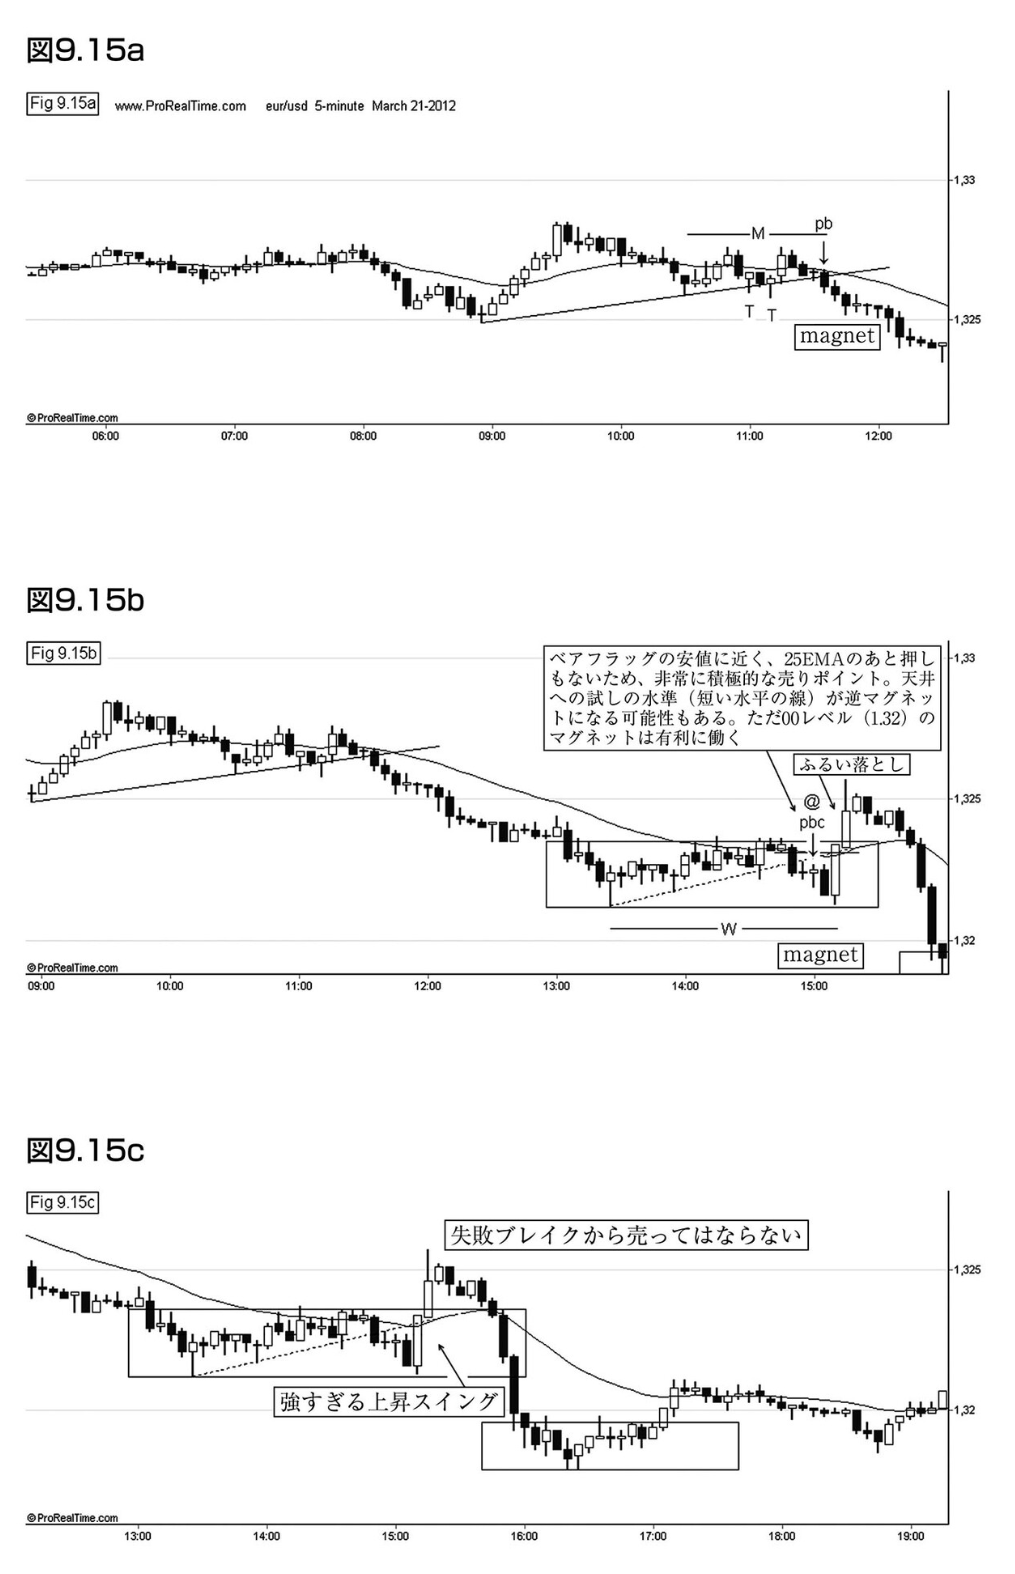 図9.15a
Fig 9.15a www.ProRealTime.com eur/usd 5-minute March 21-2012
1,33
pb
M
T T
1,325
magnet
©ProRealTime.com
06:00 07:00 08:00 09:00 10:00 11:00 12:00
図9.15b
Fig 9.15b
1,33
ベアフラッグの安値に近く、25EMAのあと押し
もないため、非常に積極的な売りポイント。天井
への試しの水準（短い水平の線）が逆マグネッ
トになる可能性もある。ただ00レベル（1.32）の
マグネットは有利に働く
ふるい落とし
1,325
@
pbc
W
1,32
magnet
©ProRealTime.com
09:00 10:00 11:00 12:00 13:00 14:00 15:00
図9.15c
Fig 9.15c
失敗ブレイクから売ってはならない
1,325
強すぎる上昇スイング
1,32
©ProRealTime.com
13:00 14:00 15:00 16:00 17:00 18:00 19:00